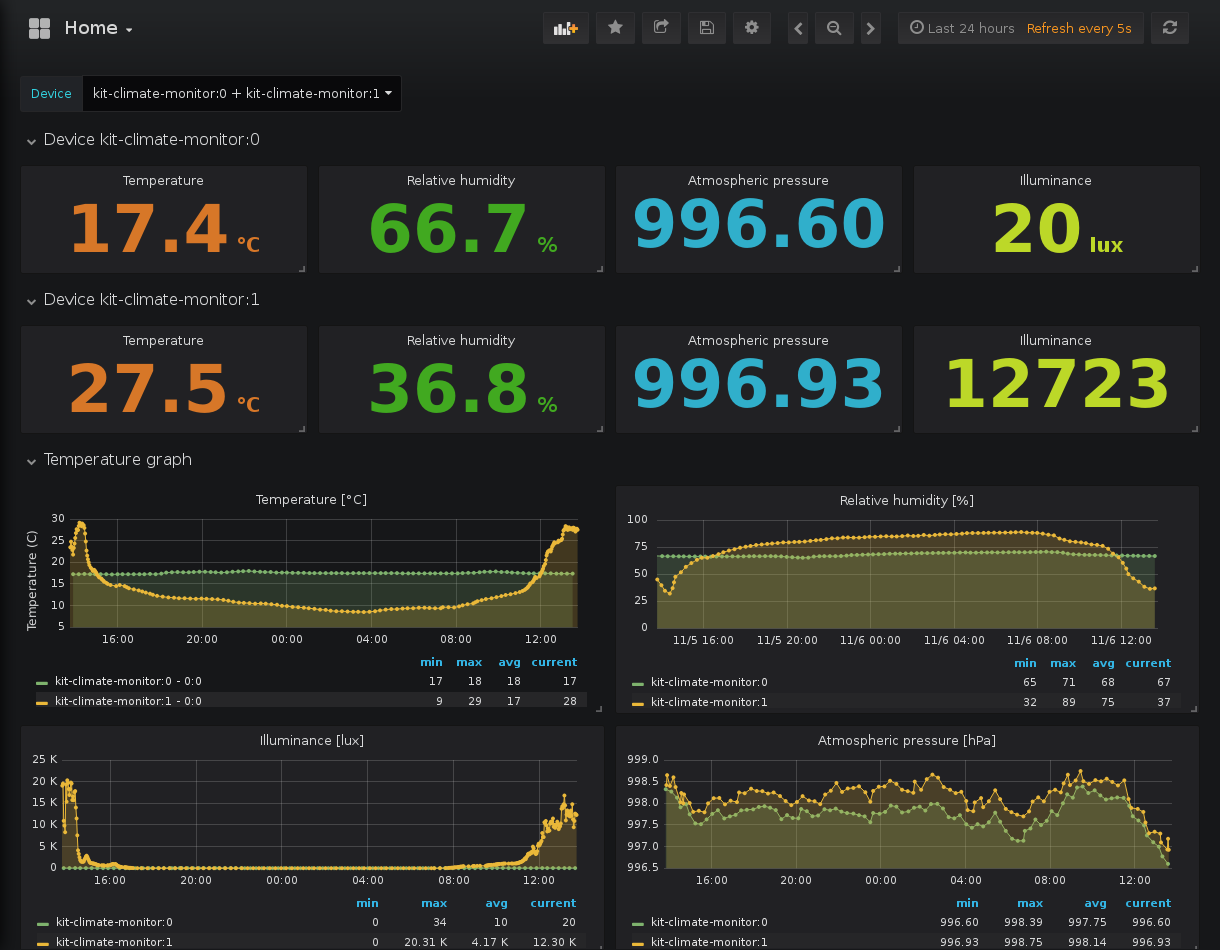 Home
Last 24 hours Refresh every 5s
Device kit-climate-monitor:0 + kit-climate-monitor:1
Device kit-climate-monitor:0
Temperature Relative humidity Atmospheric pressure Illuminance
17.4 °C 66.7 % 996.60 20 lux
Device kit-climate-monitor:1
Temperature Relative humidity Atmospheric pressure Illuminance
27.5 °C 36.8 % 996.93 12723
Temperature graph
Temperature [°C]
Temperature (C)
30
25
20
15
10
5
16:00 20:00 00:00 04:00 08:00 12:00
min max avg current
kit-climate-monitor:0 - 0:0 17 18 18 17
kit-climate-monitor:1 - 0:0 9 29 17 28
Relative humidity [%]
100
75
50
25
0
11/5 16:00 11/5 20:00 11/6 00:00 11/6 04:00 11/6 08:00 11/6 12:00
min max avg current
kit-climate-monitor:0 65 71 68 67
kit-climate-monitor:1 32 89 75 37
Illuminance [lux]
25 K
20 K
15 K
10 K
5 K
0
16:00 20:00 00:00 04:00 08:00 12:00
min max avg current
kit-climate-monitor:0 0 34 10 20
kit-climate-monitor:1 0 20.31 K 4.17 K 12.30 K
Atmospheric pressure [hPa]
999.0
998.5
998.0
997.5
997.0
996.5
16:00 20:00 00:00 04:00 08:00 12:00
min max avg current
kit-climate-monitor:0 996.60 998.39 997.75 996.60
kit-climate-monitor:1 996.93 998.75 998.14 996.93